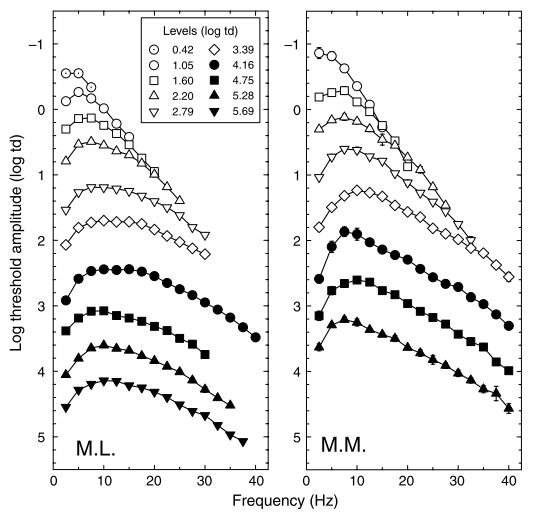 Levels (log td)
0.42 3.39
1.05 4.16
1.60 4.75
2.20 5.28
2.79 5.69
−1 −1
0 0
1 1
2 2
3 3
4 4
5 5
Log threshold amplitude (log td)
M.L. M.M.
0 10 20 30 40 0 10 20 30 40
Frequency (Hz)